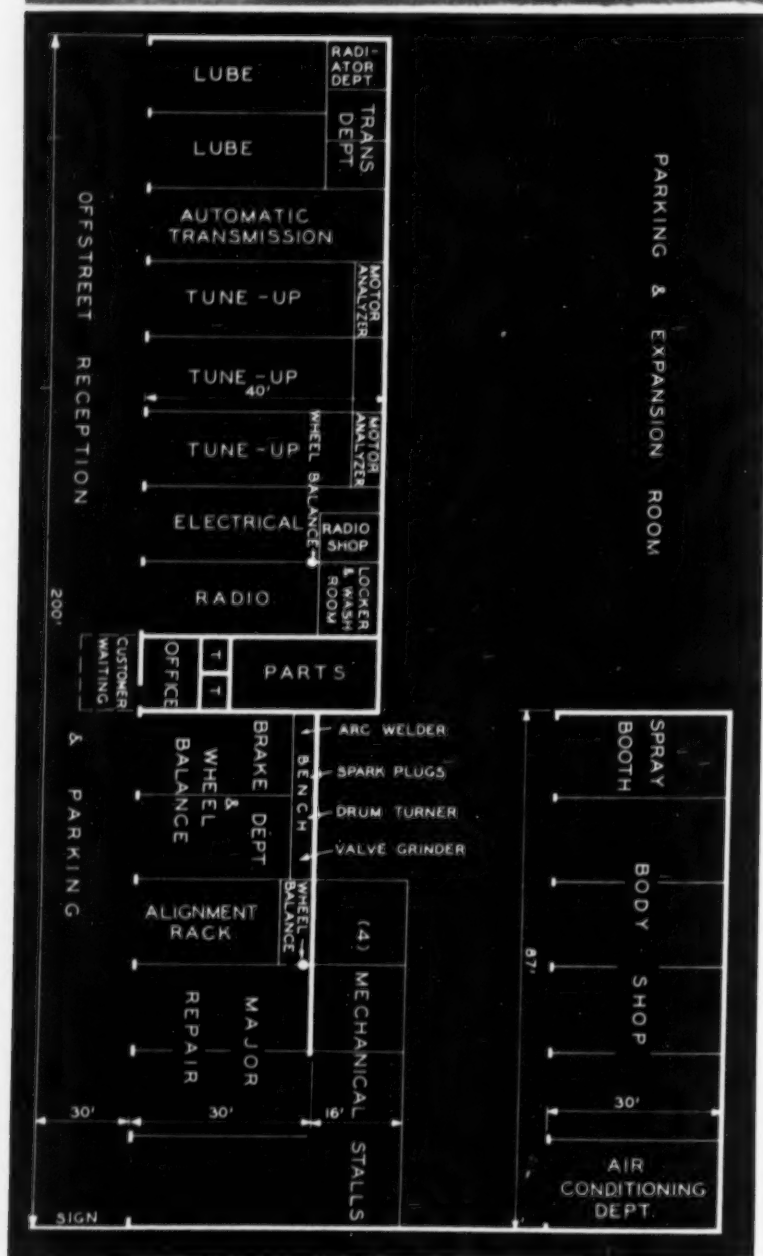 RADI-
ATOR
DEPT.
LUBE
TRANS.
DEPT.
LUBE
AUTOMATIC
TRANSMISSION
MOTOR
ANALYZER
TUNE-UP
TUNE-UP
40'
MOTOR
ANALYZER
TUNE-UP
WHEEL BALANCE
ELECTRICAL
RADIO
SHOP
RADIO
LOCKER
& WASH
ROOM
PARTS
T
T
OFFICE
CUSTOMER
WAITING
OFFSTREET RECEPTION
& PARKING
200'
PARKING & EXPANSION ROOM
BRAKE DEPT.
&
WHEEL
BALANCE
BENCH
ARC WELDER
SPARK PLUGS
DRUM TURNER
VALVE GRINDER
ALIGNMENT
RACK
WHEEL
BALANCE
(4) MECHANICAL STALLS
MAJOR
REPAIR
30'
30'
16'
SIGN
SPRAY
BOOTH
BODY SHOP
87'
30'
AIR
CONDITIONING
DEPT.